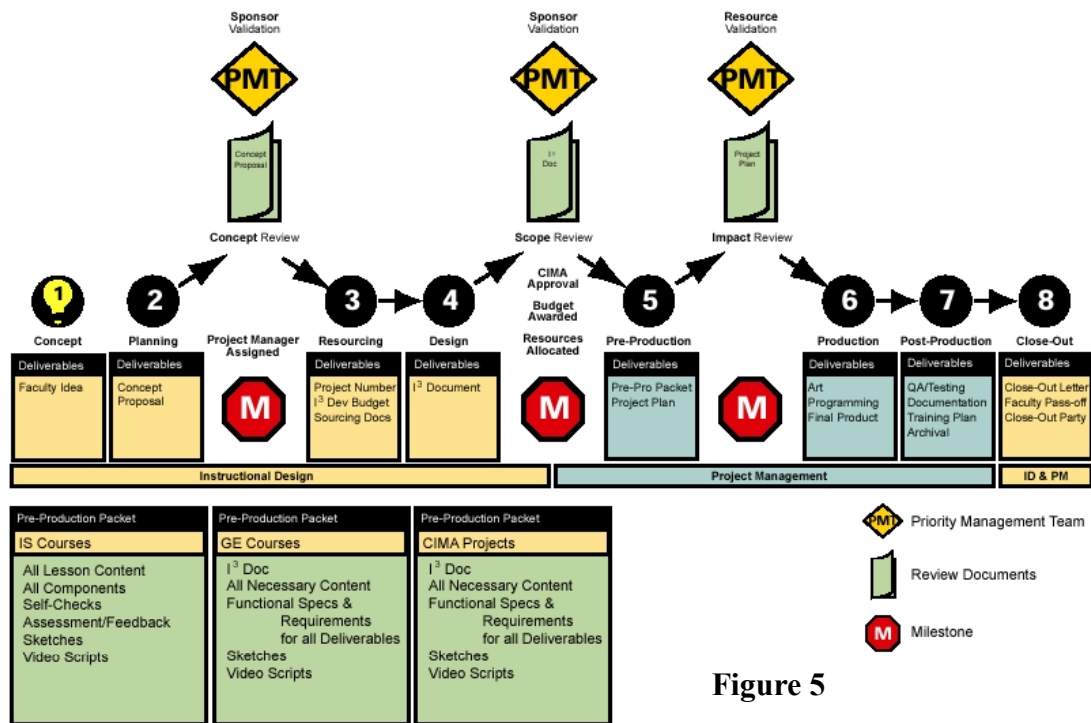 Sponsor
Validation
Sponsor
Validation
Resource
Validation
PMT
PMT
PMT
Concept
Proposal
I³
Doc
Project
Plan
Concept Review
Scope Review
Impact Review
CIMA
Approval
Budget
Awarded
Resources
Allocated
1
2
3
4
5
6
7
8
Concept
Planning
Project Manager
Assigned
Resourcing
Design
Pre-Production
Production
Post-Production
Close-Out
Deliverables
Faculty Idea
Deliverables
Concept
Proposal
M
Deliverables
Project Number
I³ Dev Budget
Sourcing Docs
Deliverables
I³ Document
M
Deliverables
Pre-Pro Packet
Project Plan
M
Deliverables
Art
Programming
Final Product
Deliverables
QA/Testing
Documentation
Training Plan
Archival
Deliverables
Close-Out Letter
Faculty Pass-off
Close-Out Party
Instructional Design
Project Management
ID & PM
Pre-Production Packet
IS Courses
All Lesson Content
All Components
Self-Checks
Assessment/Feedback
Sketches
Video Scripts
Pre-Production Packet
GE Courses
I³ Doc
All Necessary Content
Functional Specs &
Requirements
for all Deliverables
Sketches
Video Scripts
Pre-Production Packet
CIMA Projects
I³ Doc
All Necessary Content
Functional Specs &
Requirements
for all Deliverables
Sketches
Video Scripts
PMT Priority Management Team
Review Documents
M Milestone
Figure 5